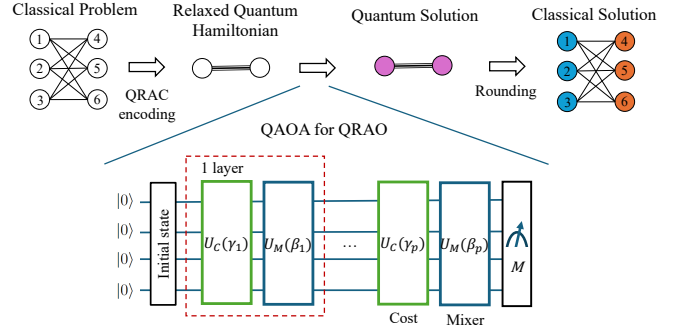 Classical Problem
Relaxed Quantum
Hamiltonian
Quantum Solution
Classical Solution
1 4
2 5
3 6
QRAC
encoding
Rounding
1 4
2 5
3 6
QAOA for QRAO
1 layer
|0⟩
|0⟩
|0⟩
|0⟩
Initial state
U_C(γ_1)
U_M(β_1)
...
U_C(γ_p)
U_M(β_p)
M
Cost
Mixer